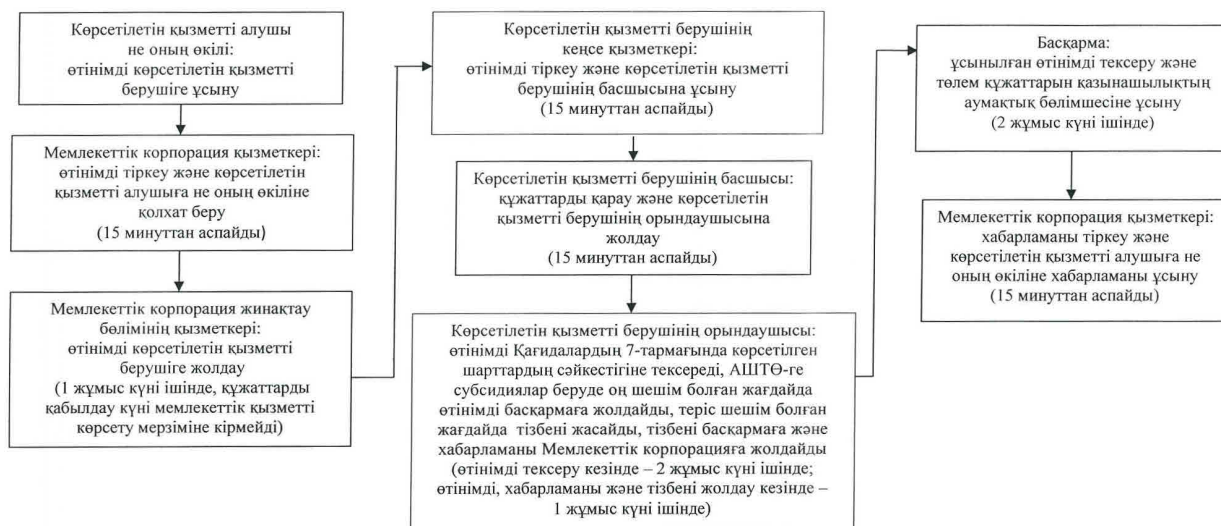 Көрсетілетін қызметті алушы
не оның өкілі:
өтінімді көрсетілетін қызметті
берушіге ұсыну
Мемлекеттік корпорация қызметкері:
өтінімді тіркеу және көрсетілетін
қызметті алушыға не оның өкіліне
қолхат беру
(15 минуттан аспайды)
Мемлекеттік корпорация жинақтау
бөлімінің қызметкері:
өтінімді көрсетілетін қызметті
берушіге жолдау
(1 жұмыс күні ішінде, құжаттарды
қабылдау күні мемлекеттік қызметті
көрсету мерзіміне кірмейді)
Көрсетілетін қызметті берушінің
кеңсе қызметкері:
өтінімді тіркеу және көрсетілетін қызметті
берушінің басшысына ұсыну
(15 минуттан аспайды)
Көрсетілетін қызметті берушінің басшысы:
құжаттарды қарау және көрсетілетін
қызметті берушінің орындаушысына
жолдау
(15 минуттан аспайды)
Көрсетілетін қызметті берушінің орындаушысы:
өтінімді Қағидалардың 7-тармағында көрсетілген
шарттардың сәйкестігіне тексереді, АШТӨ-ге
субсидиялар беруде оң шешім болған жағдайда
өтінімді басқармаға жолдайды, теріс шешім болған
жағдайда тізбені жасайды, тізбені басқармаға және
хабарламаны Мемлекеттік корпорацияға жолдайды
(өтінімді тексеру кезінде – 2 жұмыс күні ішінде;
өтінімді, хабарламаны және тізбені жолдау кезінде –
1 жұмыс күні ішінде)
Басқарма:
ұсынылған өтінімді тексеру және
төлем құжаттарын қазынашылықтың
аумақтық бөлімшесіне ұсыну
(2 жұмыс күні ішінде)
Мемлекеттік корпорация қызметкері:
хабарламаны тіркеу және
көрсетілетін қызметті алушыға не
оның өкіліне хабарламаны ұсыну
(15 минуттан аспайды)